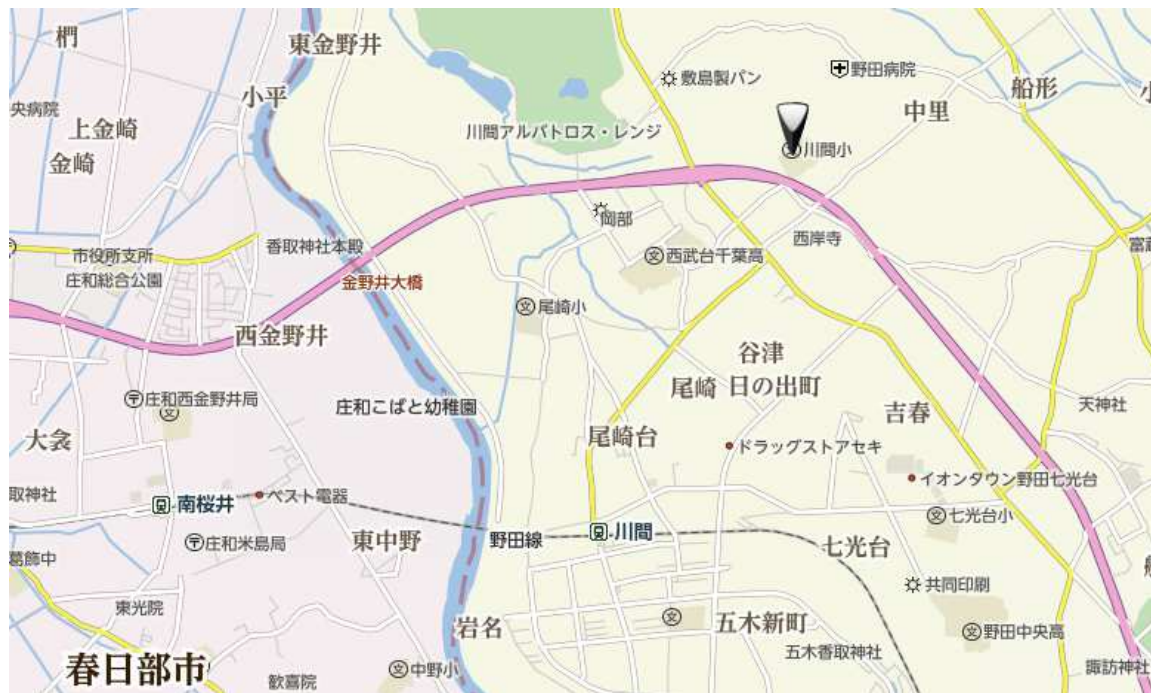 東金野井
椚
小平
央病院
上金崎
金崎
敷島製パン
野田病院
船形
中里
川間アルバトロス・レンジ
川間小
岡部
西岸寺
香取神社本殿
市役所支所
庄和総合公園
西武台千葉高
金野井大橋
尾崎小
西金野井
谷津
尾崎
日の出町
庄和西金野井局
庄和こばと幼稚園
吉春
天神社
大衾
尾崎台
ドラッグストアセキ
イオンタウン野田七光台
取神社
ベスト電器
南桜井
七光台小
川間
野田線
庄和米島局
東中野
七光台
葛飾中
共同印刷
東光院
岩名
五木新町
野田中央高
五木香取神社
諏訪神社
春日部市
歓喜院
中野小